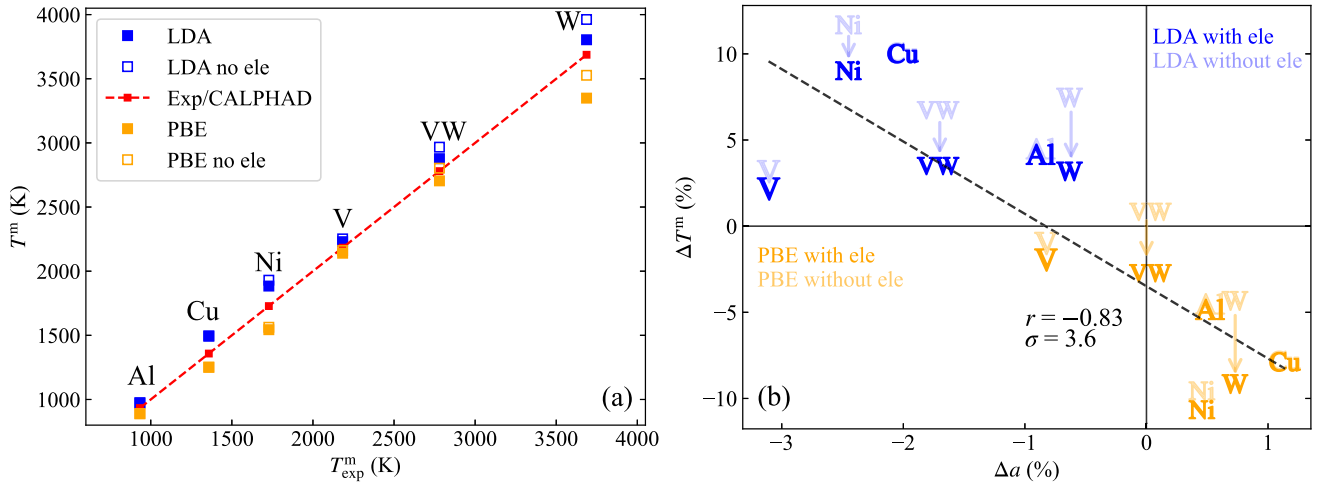 4000
3500
3000
2500
2000
1500
1000
T^m (K)
LDA
LDA no ele
Exp/CALPHAD
PBE
PBE no ele
W
VW
V
Ni
Cu
Al
(a)
1000 1500 2000 2500 3000 3500 4000
T^m_exp (K)
10
5
0
−5
−10
ΔT^m (%)
LDA with ele
LDA without ele
Ni
Ni
Cu
VW
VW
W
W
Al
Al
V
V
VW
VW
V
V
PBE with ele
PBE without ele
r = −0.83
σ = 3.6
Al
Al
W
W
Cu
Ni
Ni
(b)
−3 −2 −1 0 1
Δa (%)